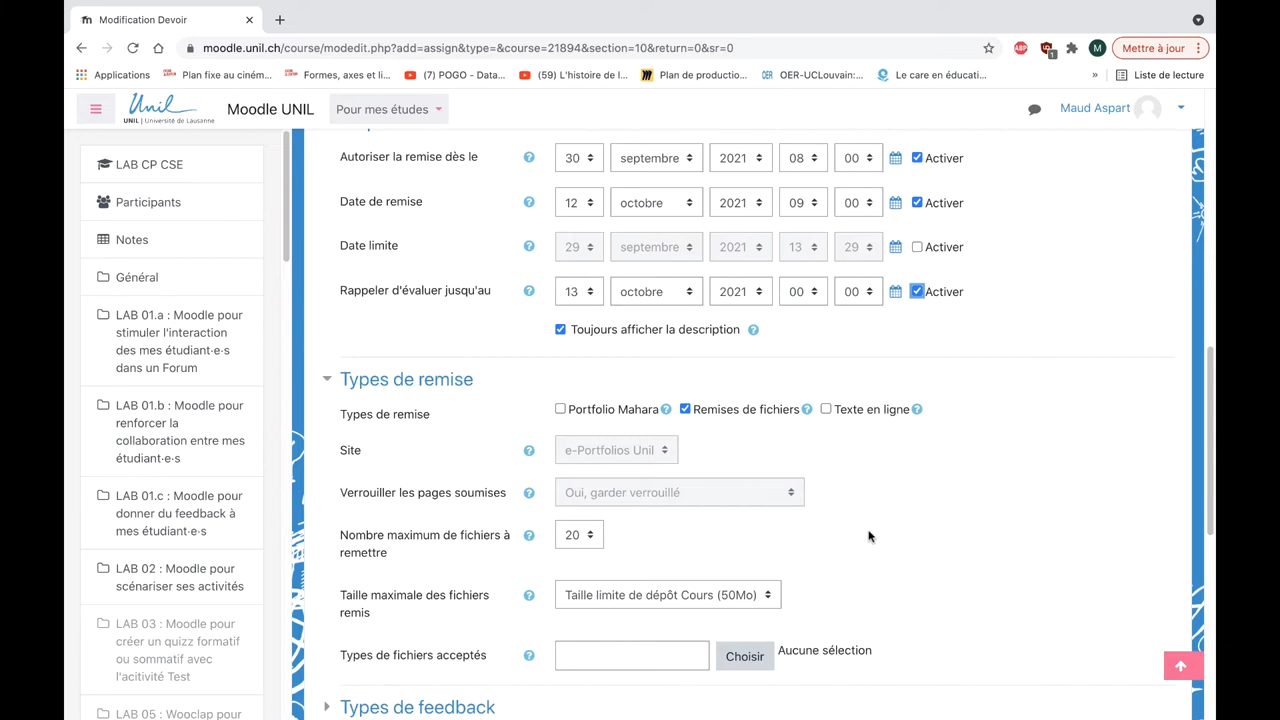 Modification Devoir
moodle.unil.ch/course/modedit.php?add=assign&type=&course=21894&section=10&return=0&sr=0
ABP
1
M
Mettre à jour
Applications
Plan fixe au ciném...
Formes, axes et li...
(7) POGO - Data...
(59) L'histoire de l...
Plan de productio...
OER-UCLouvain:...
Le care en éducati...
»
Liste de lecture
Unil
UNIL | Université de Lausanne
Moodle UNIL
Pour mes études
Maud Aspart
LAB CP CSE
Participants
Notes
Général
LAB 01.a : Moodle pour
stimuler l'interaction
des mes étudiant·e·s
dans un Forum
LAB 01.b : Moodle pour
renforcer la
collaboration entre mes
étudiant·e·s
LAB 01.c : Moodle pour
donner du feedback à
mes étudiant·e·s
LAB 02 : Moodle pour
scénariser ses activités
LAB 03 : Moodle pour
créer un quizz formatif
ou sommatif avec
l'acitivité Test
LAB 05 : Wooclap pour
Autoriser la remise dès le
30 septembre 2021 08 00 Activer
Date de remise
12 octobre 2021 09 00 Activer
Date limite
29 septembre 2021 13 29 Activer
Rappeler d'évaluer jusqu'au
13 octobre 2021 00 00 Activer
Toujours afficher la description
Types de remise
Types de remise
Portfolio Mahara Remises de fichiers Texte en ligne
Site
e-Portfolios Unil
Verrouiller les pages soumises
Oui, garder verrouillé
Nombre maximum de fichiers à
remettre
20
Taille maximale des fichiers
remis
Taille limite de dépôt Cours (50Mo)
Types de fichiers acceptés
Choisir
Aucune sélection
Types de feedback